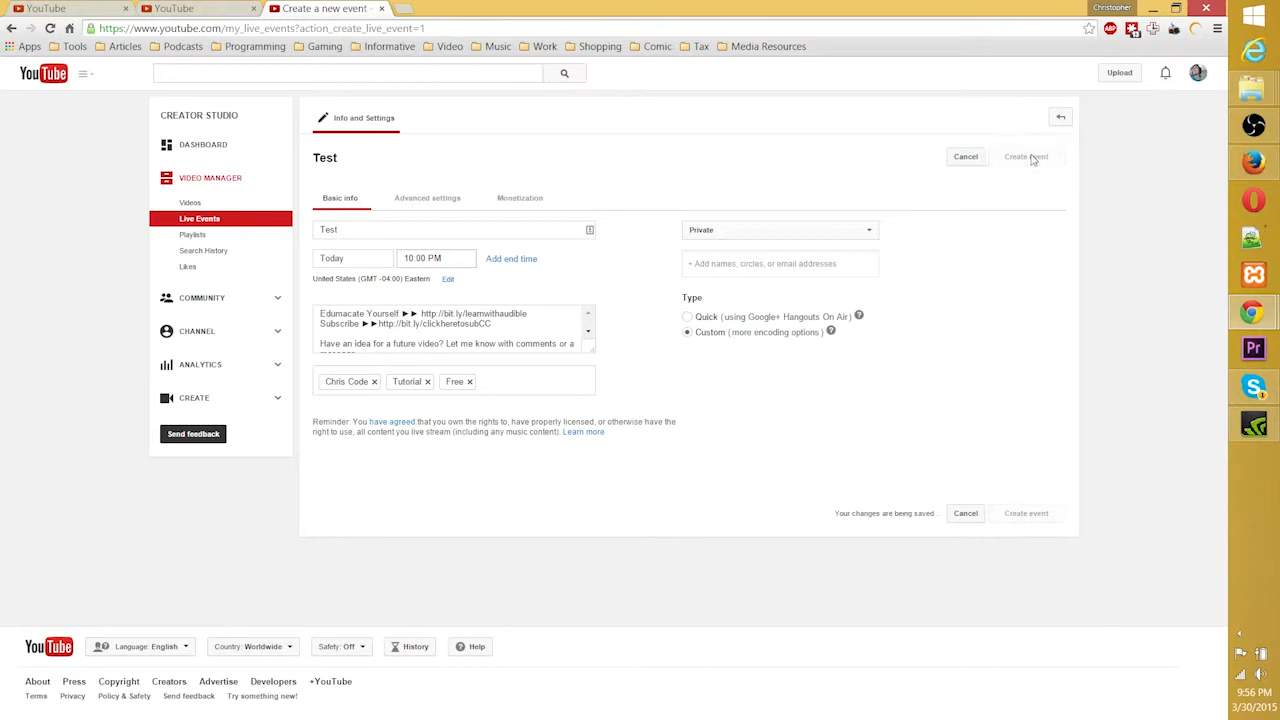 YouTube
YouTube
Create a new event -
Christopher
https://www.youtube.com/my_live_events?action_create_live_event=1
Apps
Tools
Articles
Podcasts
Programming
Gaming
Informative
Video
Music
Work
Shopping
Comic
Tax
Media Resources
YouTube
Upload
CREATOR STUDIO
DASHBOARD
VIDEO MANAGER
Videos
Live Events
Playlists
Search History
Likes
COMMUNITY
CHANNEL
ANALYTICS
CREATE
Send feedback
Info and Settings
Test
Cancel
Create event
Basic info
Advanced settings
Monetization
Test
Today
10:00 PM
Add end time
United States (GMT -04:00) Eastern
Edit
Edumacate Yourself ►► http://bit.ly/learnwithaudible
Subscribe ►►http://bit.ly/clickheretosubCC
Have an idea for a future video? Let me know with comments or a
message
Chris Code
Tutorial
Free
Private
+ Add names, circles, or email addresses
Type
Quick (using Google+ Hangouts On Air)
Custom (more encoding options)
Reminder: You have agreed that you own the rights to, have properly licensed, or otherwise have the
right to use, all content you live stream (including any music content). Learn more
Your changes are being saved...
Cancel
Create event
YouTube
Language: English
Country: Worldwide
Safety: Off
History
Help
About
Press
Copyright
Creators
Advertise
Developers
+YouTube
Terms
Privacy
Policy & Safety
Send feedback
Try something new!
ABP
Pr
9:56 PM
3/30/2015